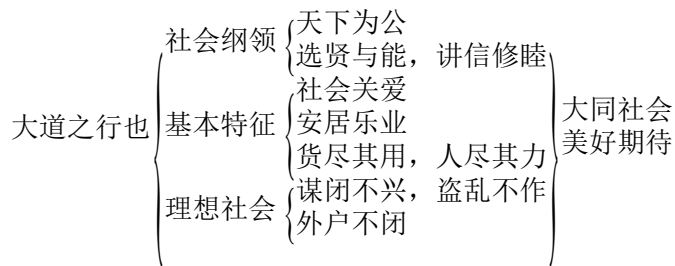 大道之行也
社会纲领
天下为公
选贤与能，讲信修睦
基本特征
社会关爱
安居乐业
货尽其用，人尽其力
理想社会
谋闭不兴，盗乱不作
外户不闭
大同社会
美好期待